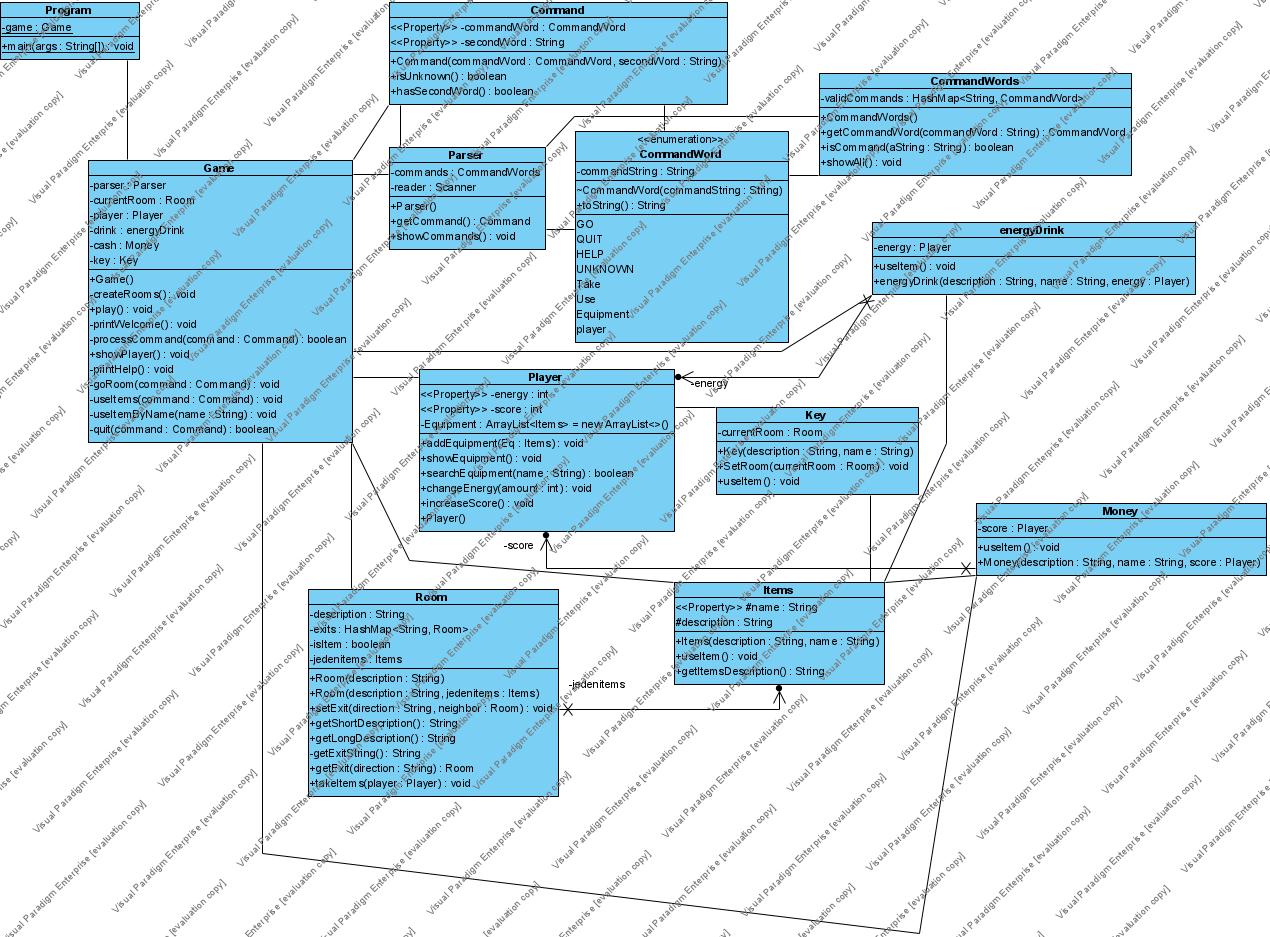 Program
-game : Game
+main(args : String[]) : void
Command
<<Property>> -commandWord : CommandWord
<<Property>> -secondWord : String
+Command(commandWord : CommandWord, secondWord : String)
+isUnknown() : boolean
+hasSecondWord() : boolean
CommandWords
-validCommands : HashMap<String, CommandWord>
+CommandWords()
+getCommandWord(commandWord : String) : CommandWord
+isCommand(aString : String) : boolean
+showAll() : void
Parser
-commands : CommandWords
-reader : Scanner
+Parser()
+getCommand() : Command
+showCommands() : void
<<enumeration>>
CommandWord
-commandString : String
~CommandWord(commandString : String)
+toString() : String
GO
QUIT
HELP
UNKNOWN
Take
Use
Equipment
player
Game
-parser : Parser
-currentRoom : Room
-player : Player
-drink : energyDrink
-cash : Money
-key : Key
+Game()
-createRooms() : void
+play() : void
-printWelcome() : void
-processCommand(command : Command) : boolean
+showPlayer() : void
-printHelp() : void
-goRoom(command : Command) : void
-useItems(command : Command) : void
-useItemByName(name : String) : void
-quit(command : Command) : boolean
energyDrink
-energy : Player
+useItem() : void
+energyDrink(description : String, name : String, energy : Player)
Player
<<Property>> -energy : int
<<Property>> -score : int
-Equipment : ArrayList<Items> = new ArrayList<>()
+addEquipment(Eq : Items) : void
+showEquipment() : void
+searchEquipment(name : String) : boolean
+changeEnergy(amount : int) : void
+increaseScore() : void
+Player()
-energy
Key
-currentRoom : Room
+Key(description : String, name : String)
+SetRoom(currentRoom : Room) : void
+useItem() : void
Money
-score : Player
+useItem() : void
+Money(description : String, name : String, score : Player)
-score
Items
<<Property>> #name : String
#description : String
+Items(description : String, name : String)
+useItem() : void
+getItemsDescription() : String
Room
-description : String
-exits : HashMap<String, Room>
-isItem : boolean
-jedenitems : Items
+Room(description : String)
+Room(description : String, jedenitems : Items)
+setExit(direction : String, neighbor : Room) : void
+getShortDescription() : String
+getLongDescription() : String
-getExitString() : String
+getExit(direction : String) : Room
+takeItems(player : Player) : void
-jedenitems
Visual Paradigm Enterprise [evaluation copy]